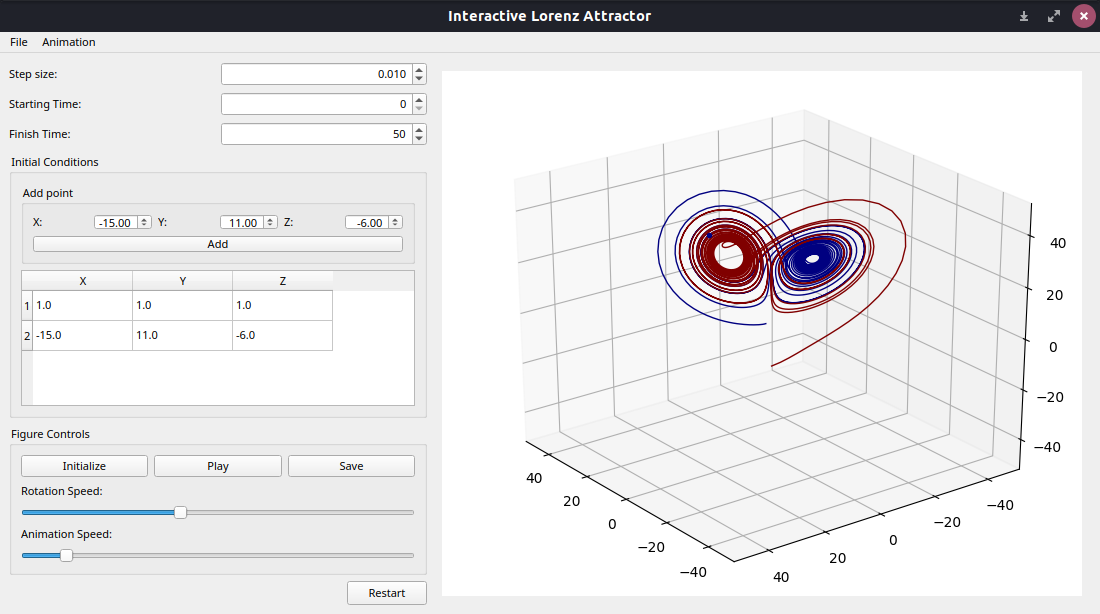 Interactive Lorenz Attractor
File Animation
Step size: 0.010
Starting Time: 0
Finish Time: 50
Initial Conditions
Add point
X: -15.00 Y: 11.00 Z: -6.00
Add
X Y Z
1 1.0 1.0 1.0
2 -15.0 11.0 -6.0
Figure Controls
Initialize Play Save
Rotation Speed:
Animation Speed:
Restart
40
20
0
−20
−40
40
20
0
−20
−40
40
20
0
−20
−40